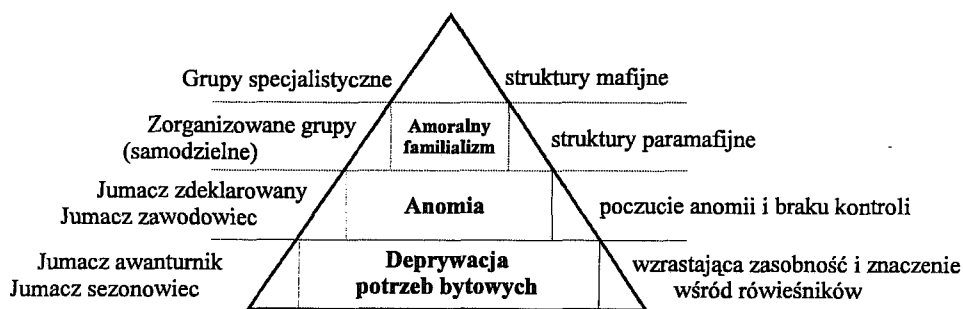 Grupy specjalistyczne
struktury mafijne
Zorganizowane grupy
(samodzielne)
Amoralny
familializm
struktury paramafijne
Jumacz zdeklarowany
Jumacz zawodowiec
Anomia
poczucie anomii i braku kontroli
Jumacz awanturnik
Jumacz sezonowiec
Deprywacja
potrzeb bytowych
wzrastająca zasobność i znaczenie
wśród rówieśników